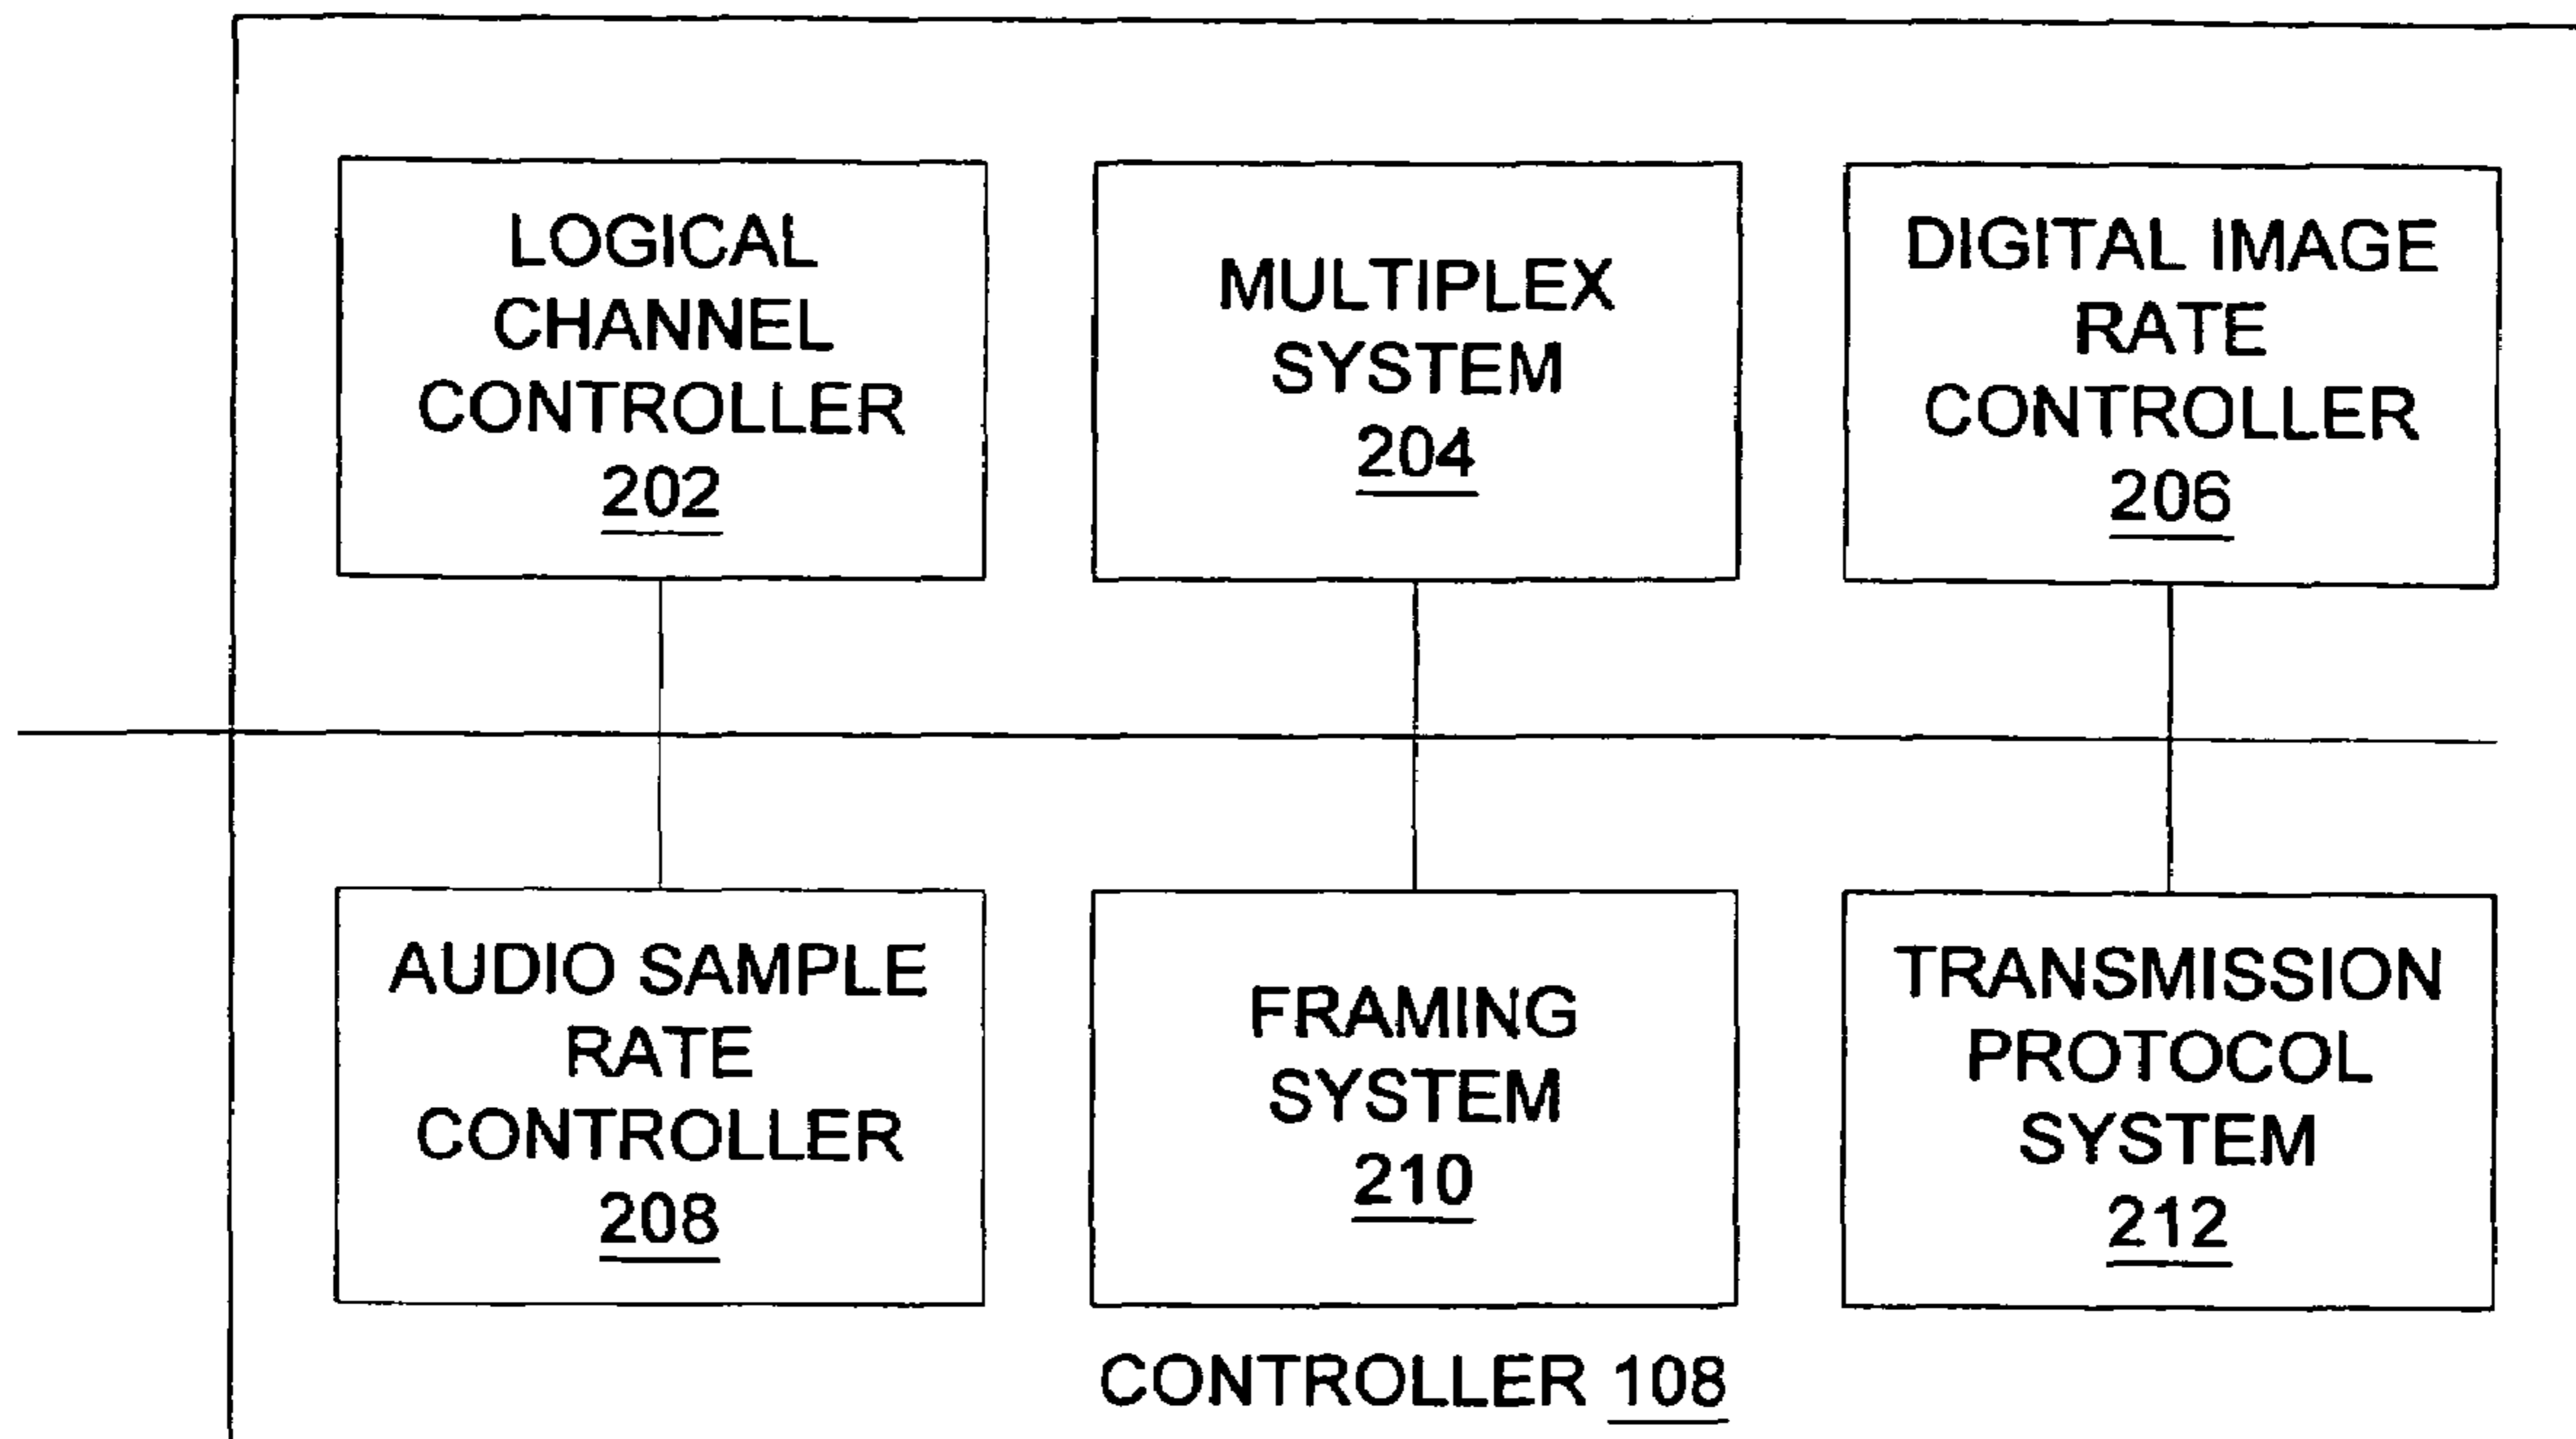 LOGICAL
CHANNEL
CONTROLLER
202
MULTIPLEX
SYSTEM
204
DIGITAL IMAGE
RATE
CONTROLLER
206
AUDIO SAMPLE
RATE
CONTROLLER
208
FRAMING
SYSTEM
210
TRANSMISSION
PROTOCOL
SYSTEM
212
CONTROLLER 108